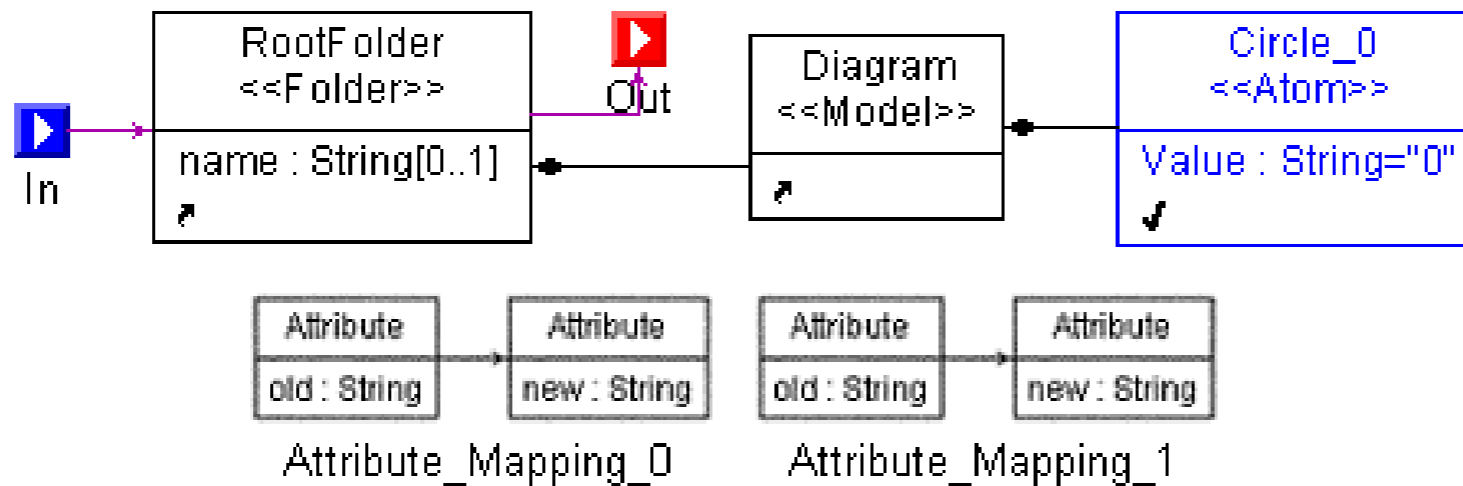 RootFolder
<<Folder>>
name : String[0..1]
In
Out
Diagram
<<Model>>
Circle_0
<<Atom>>
Value : String="0"
Attribute
old : String
Attribute
new : String
Attribute_Mapping_0
Attribute
old : String
Attribute
new : String
Attribute_Mapping_1